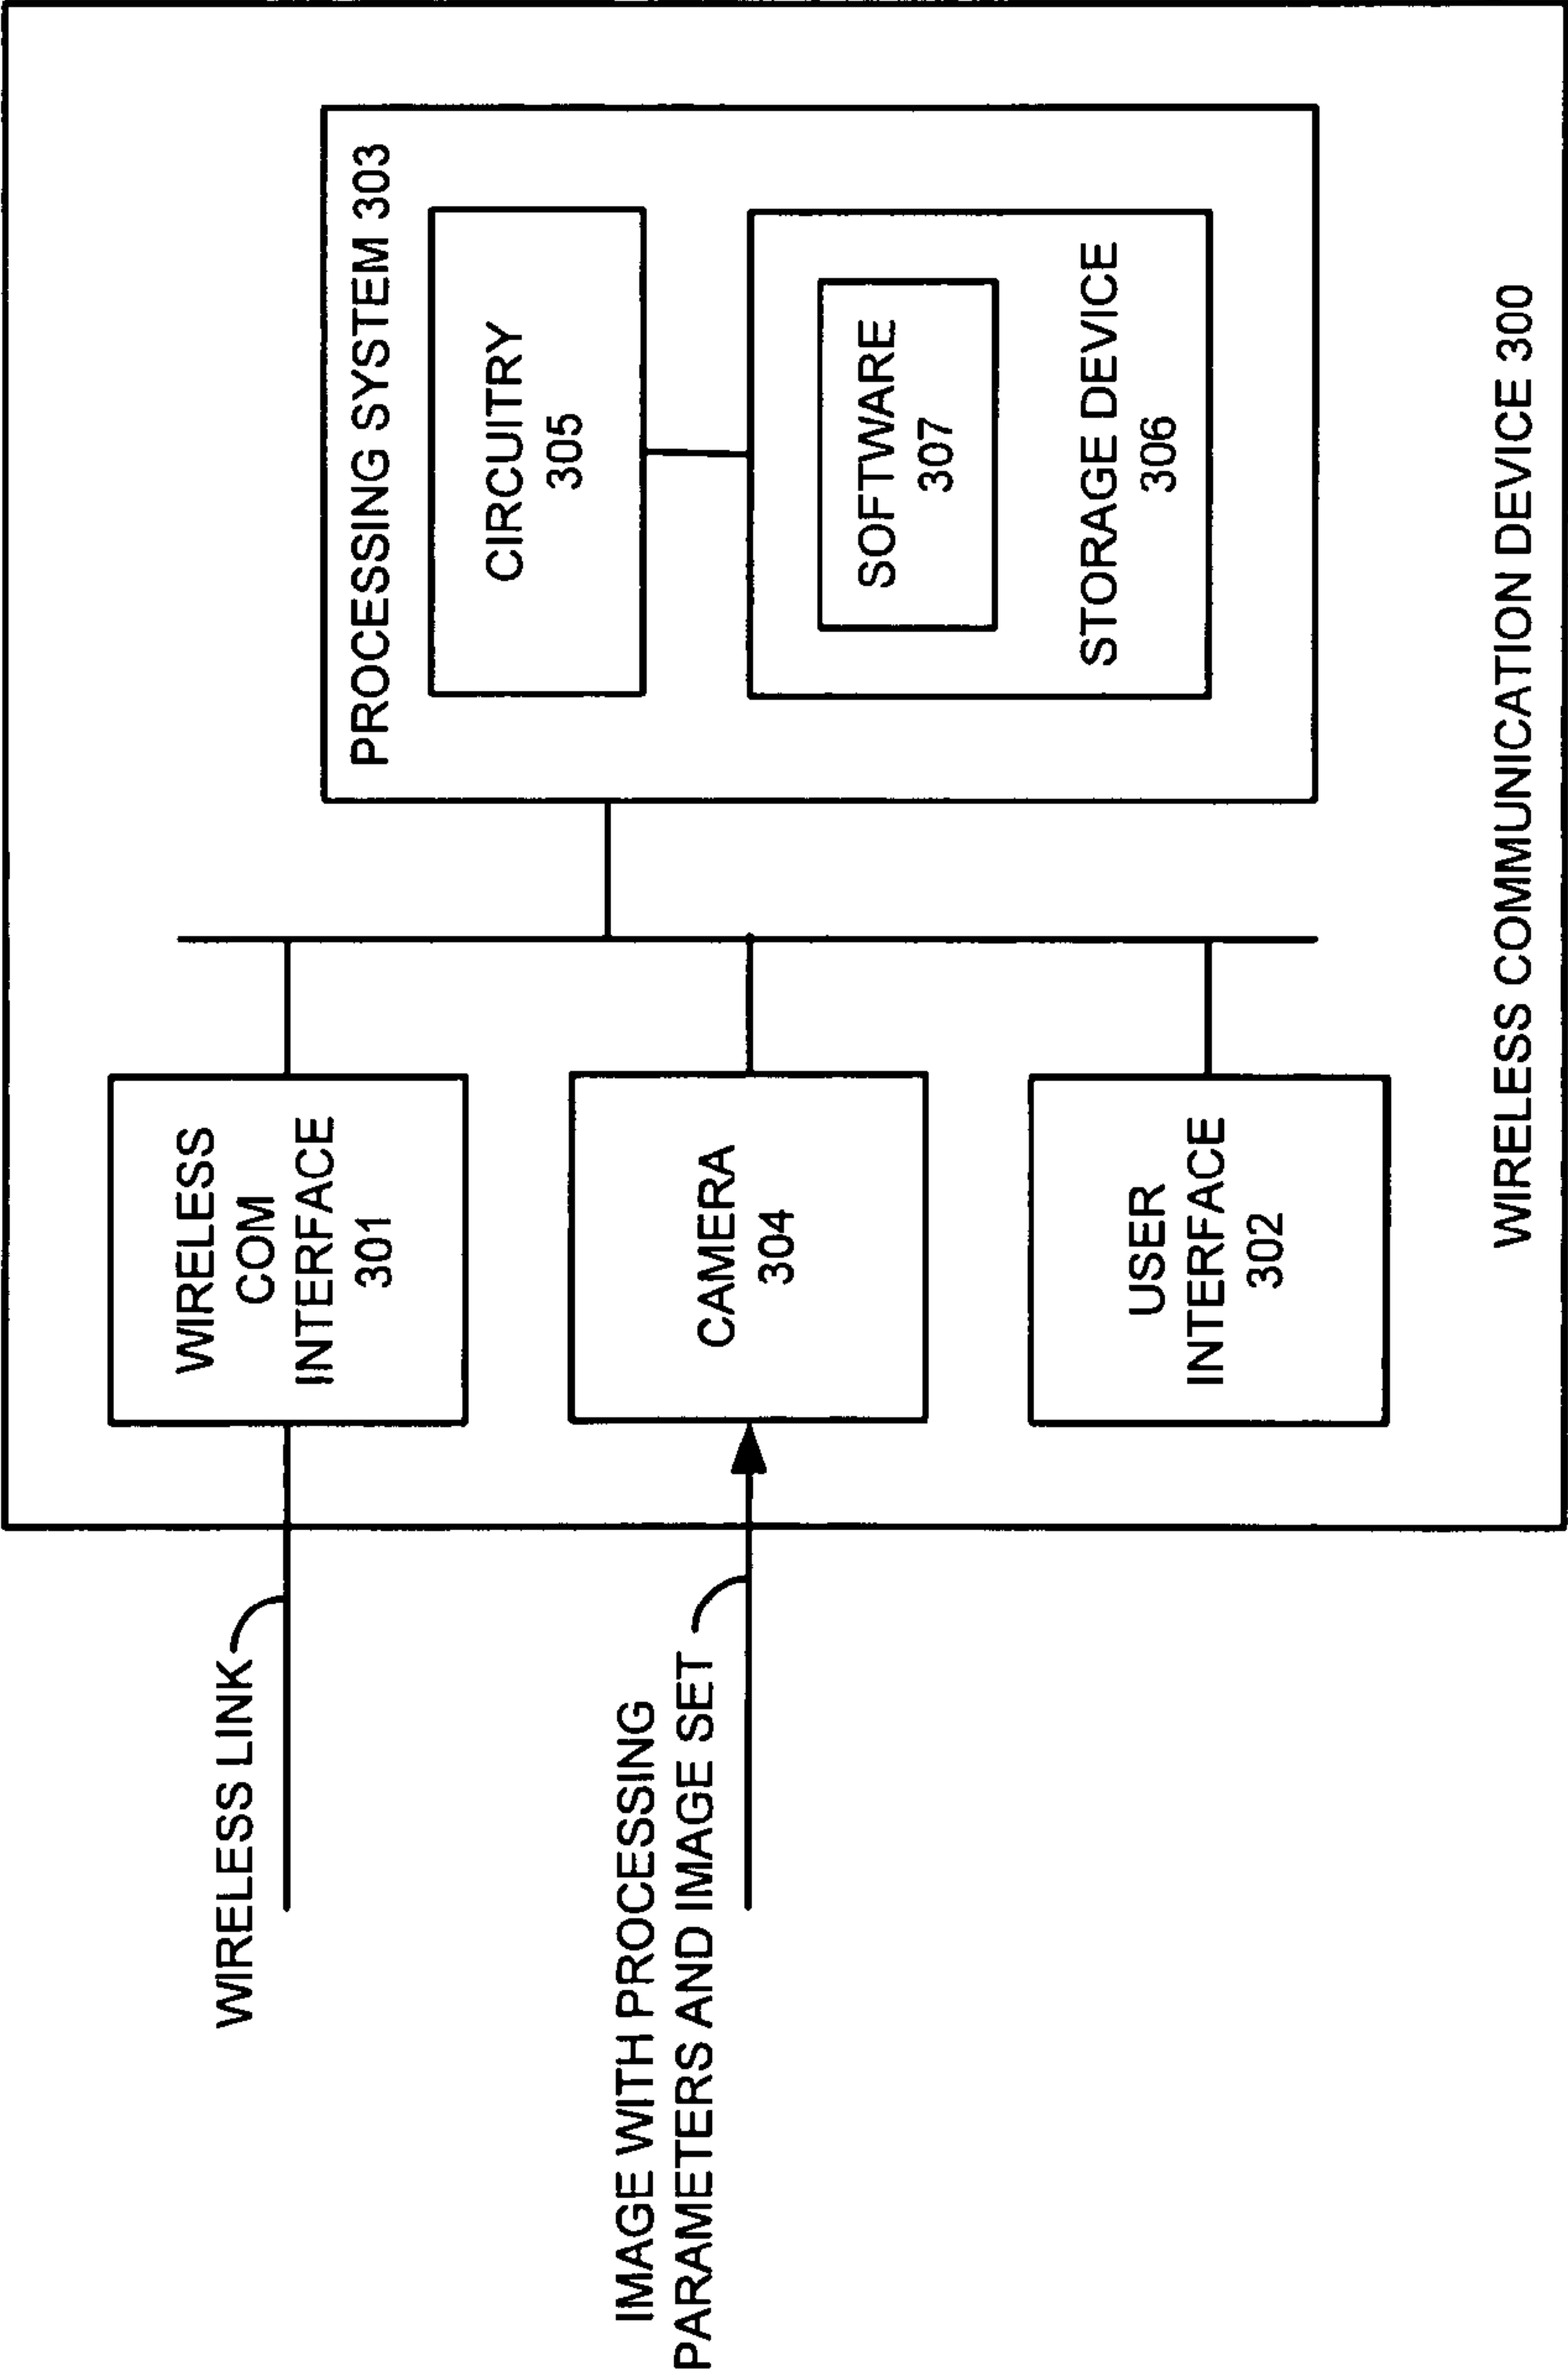 WIRELESS LINK
IMAGE WITH PROCESSING
PARAMETERS AND IMAGE SET
WIRELESS
COM
INTERFACE
301
CAMERA
304
USER
INTERFACE
302
PROCESSING SYSTEM 303
CIRCUITRY
305
SOFTWARE
307
STORAGE DEVICE
306
WIRELESS COMMUNICATION DEVICE 300